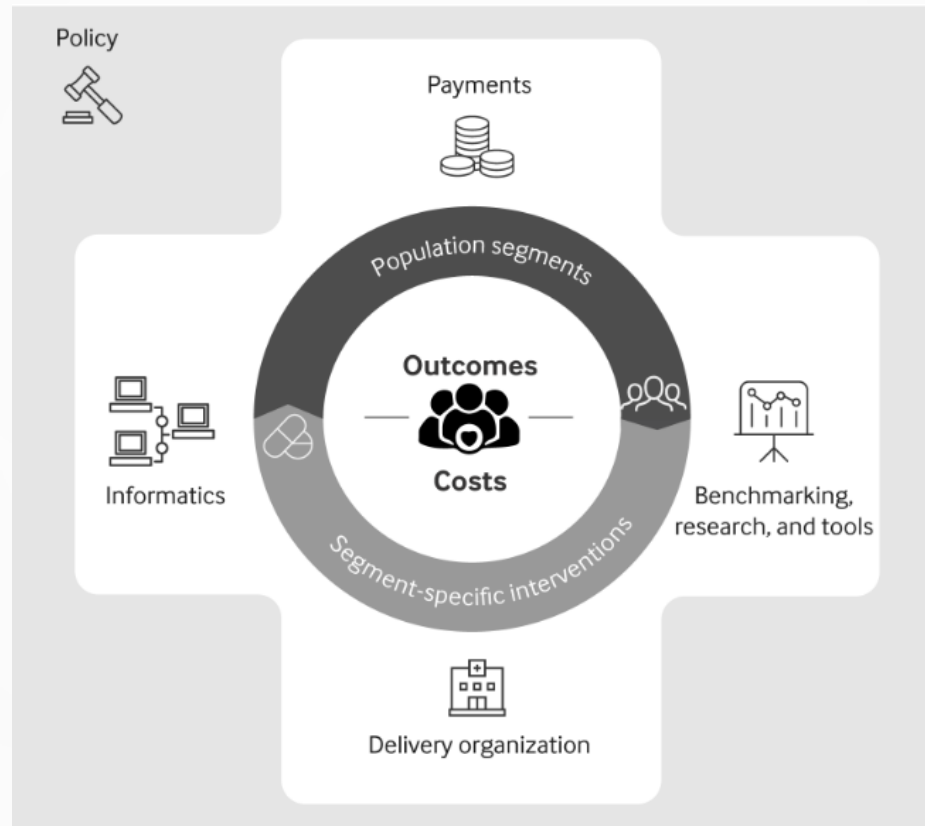 Policy
Payments
Population segments
Outcomes
Costs
Informatics
Benchmarking,
research, and tools
Segment-specific interventions
Delivery organization